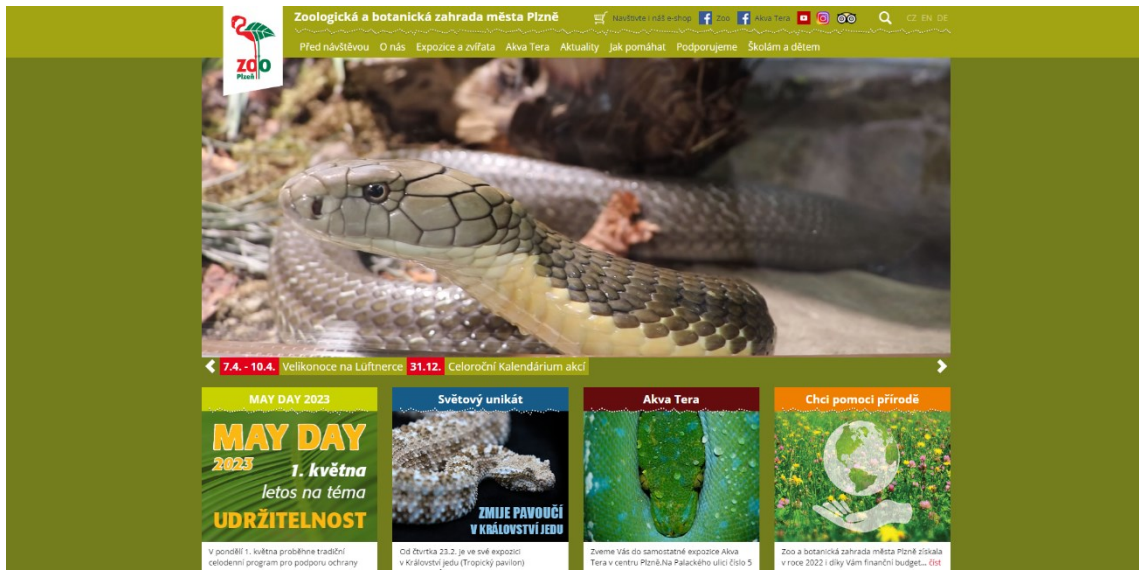 Zoologická a botanická zahrada města Plzně
Navštivte i náš e-shop Zoo Akva Tera CZ EN DE
ZOO
Plzeň
Před návštěvou O nás Expozice a zvířata Akva Tera Aktuality Jak pomáhat Podporujeme Školám a dětem
7.4. - 10.4. Velikonoce na Lüftnerce 31.12. Celoroční Kalendárium akcí
MAY DAY 2023
MAY DAY
2023 1. května
letos na téma
UDRŽITELNOST
V pondělí 1. května proběhne tradiční
celodenní program pro podporu ochrany
Světový unikát
ZMIJE PAVOUČÍ
V KRÁLOVSTVÍ JEDU
Od čtvrtka 23.2. je ve své expozici
v Království jedu (Tropický pavilon)
Akva Tera
Zveme Vás do samostatné expozice Akva
Tera v centru Plzně.Na Palackého ulici číslo 5
Chci pomoci přírodě
Zoo a botanická zahrada města Plzně získala
v roce 2022 i díky Vám finanční budget... číst